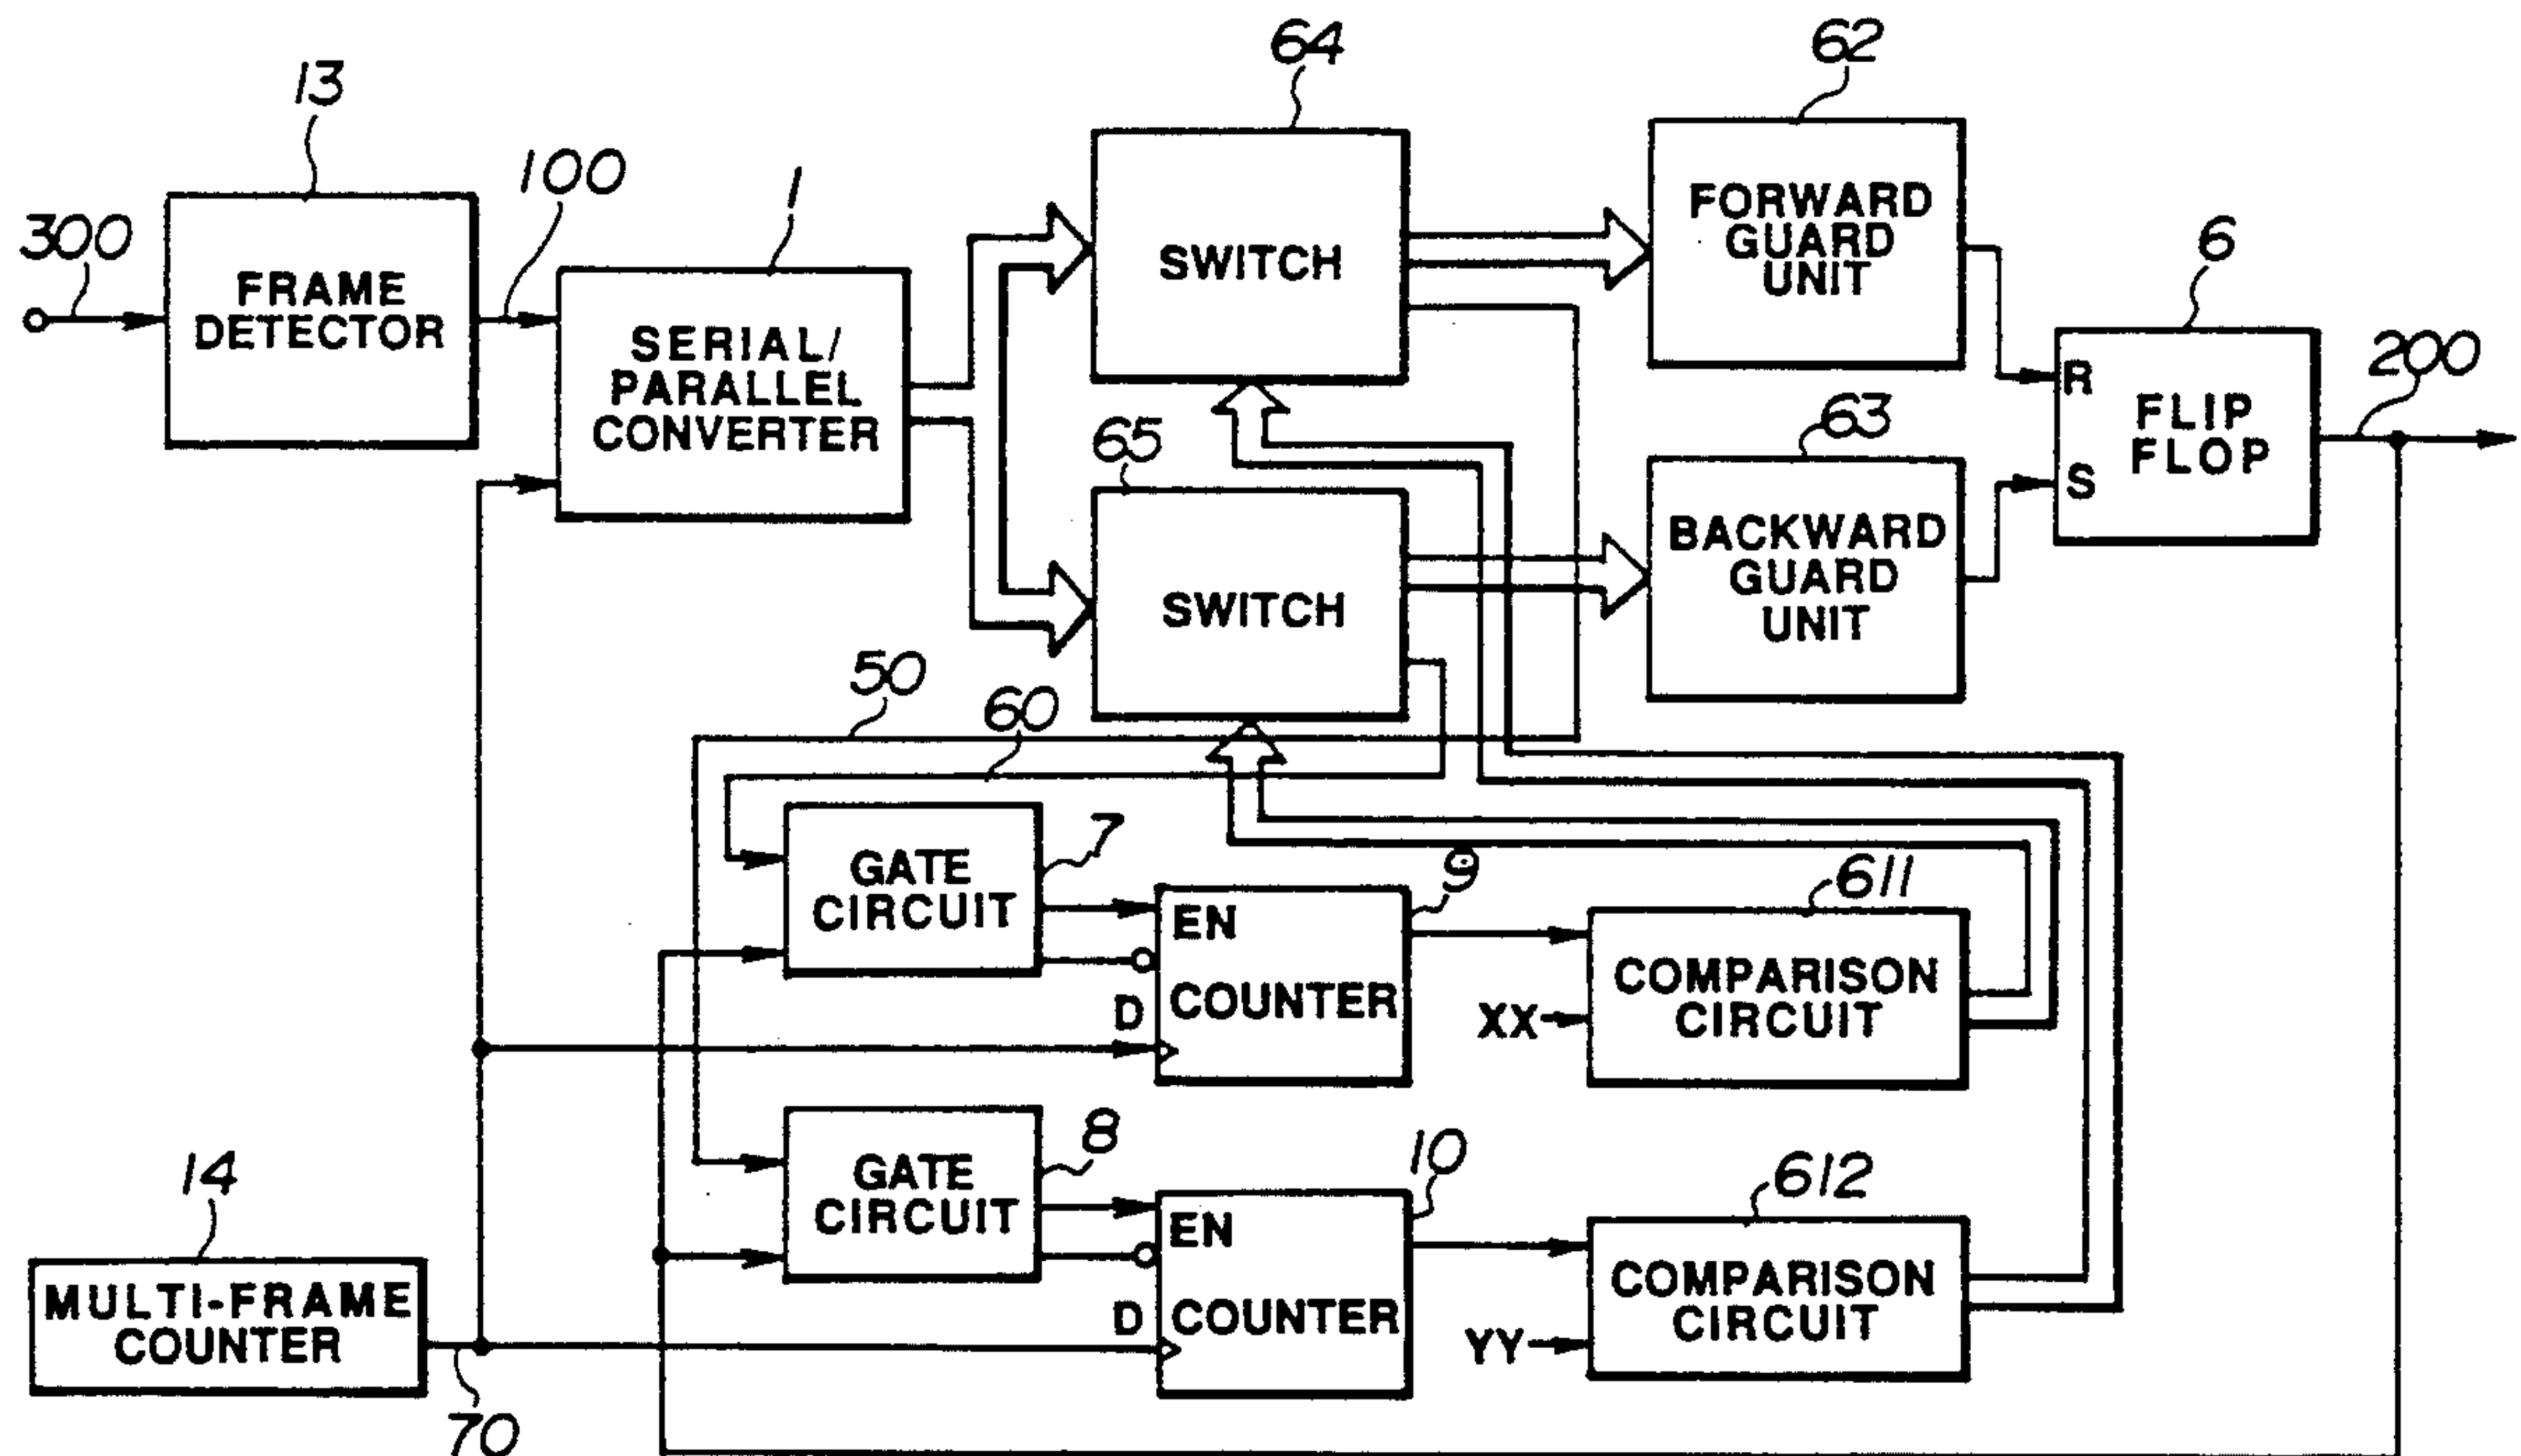 64
62
13
100
1
300
6
FRAME
DETECTOR
SERIAL/
PARALLEL
CONVERTER
SWITCH
FORWARD
GUARD
UNIT
200
R
S
FLIP
FLOP
65
63
SWITCH
BACKWARD
GUARD
UNIT
50
60
7
GATE
CIRCUIT
9
EN
D
COUNTER
611
XX
COMPARISON
CIRCUIT
8
GATE
CIRCUIT
10
EN
D
COUNTER
612
YY
COMPARISON
CIRCUIT
14
MULTI-FRAME
COUNTER
70